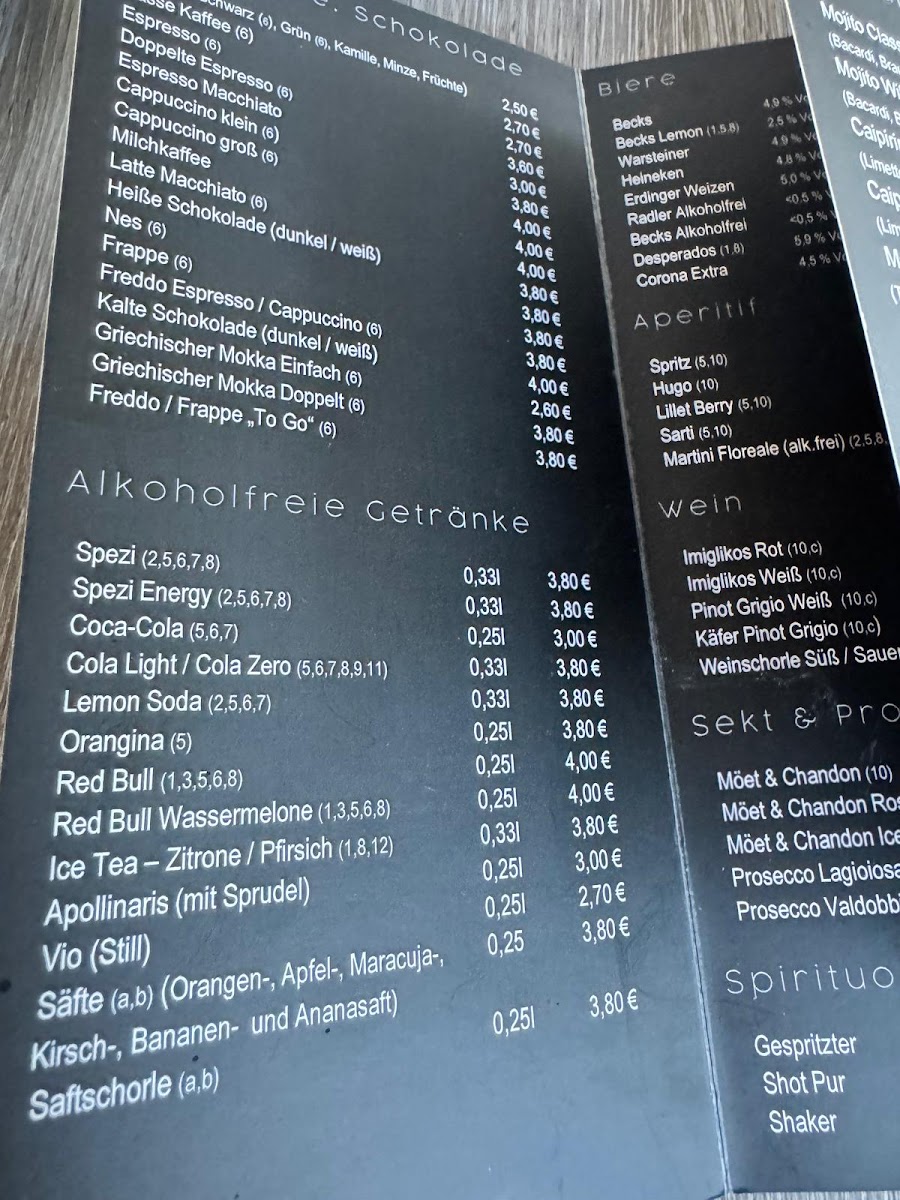 Schokolade
Schwarz (6), Grün (6), Kamille, Minze, Früchte) 2,50 €
Kaffee (6) 2,70 €
Espresso (6) 2,70 €
Doppelte Espresso (6) 3,60 €
Espresso Macchiato 3,00 €
Cappuccino klein (6) 3,80 €
Cappuccino groß (6) 4,00 €
Milchkaffee 4,00 €
Latte Macchiato (6) 4,00 €
Heiße Schokolade (dunkel / weiß) 3,80 €
Nes (6) 3,80 €
Frappe (6) 3,80 €
Freddo Espresso / Cappuccino (6) 3,80 €
Kalte Schokolade (dunkel / weiß) 4,00 €
Griechischer Mokka Einfach (6) 2,60 €
Griechischer Mokka Doppelt (6) 3,80 €
Freddo / Frappe „To Go“ (6) 3,80 €
Alkoholfreie Getränke
Spezi (2,5,6,7,8) 0,33l 3,80 €
Spezi Energy (2,5,6,7,8) 0,33l 3,80 €
Coca-Cola (5,6,7) 0,25l 3,00 €
Cola Light / Cola Zero (5,6,7,8,9,11) 0,33l 3,80 €
Lemon Soda (2,5,6,7) 0,33l 3,80 €
Orangina (5) 0,25l 3,80 €
Red Bull (1,3,5,6,8) 0,25l 4,00 €
Red Bull Wassermelone (1,3,5,6,8) 0,25l 4,00 €
Ice Tea – Zitrone / Pfirsich (1,8,12) 0,33l 3,80 €
Apollinaris (mit Sprudel) 0,25l 3,00 €
Vio (Still) 0,25l 2,70 €
Säfte (a,b) (Orangen-, Apfel-, Maracuja-, 0,25 3,80 €
Kirsch-, Bananen- und Ananasaft)
Saftschorle (a,b) 0,25l 3,80 €
Biere
Becks 4,9 %
Becks Lemon (1,5,8) 2,5 %
Warsteiner 4,9 %
Heineken 4,8 %
Erdinger Weizen 5,0 %
Radler Alkoholfrei <0,5 %
Becks Alkoholfrei <0,5 %
Desperados (1,8) 5,9 %
Corona Extra 4,5 %
Aperitif
Spritz (5,10)
Hugo (10)
Lillet Berry (5,10)
Sarti (5,10)
Martini Floreale (alk.frei) (2,5,8,
Wein
Imiglikos Rot (10,c)
Imiglikos Weiß (10,c)
Pinot Grigio Weiß (10,c)
Käfer Pinot Grigio (10,c)
Weinschorle Süß / Sauer
Sekt & Pro
Möet & Chandon (10)
Möet & Chandon Ros
Möet & Chandon Ice
Prosecco Lagioiosa
Prosecco Valdobbi
Spirituo
Gespritzter
Shot Pur
Shaker
Mojito Class
(Bacardi, Bra
Mojito Wi
(Bacardi, B
Caipirin
(Limett
Caip
(Lim
M
(T